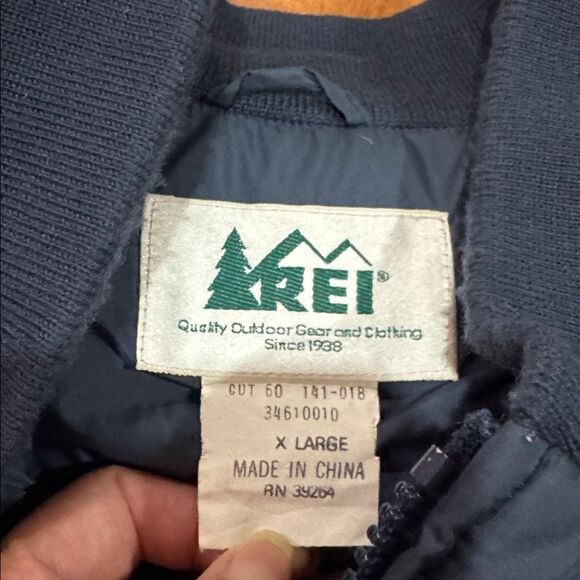 REI®
Quality Outdoor Gear and Clothing
Since 1938
CUT 60 141-018
34610010
X LARGE
MADE IN CHINA
RN 39264